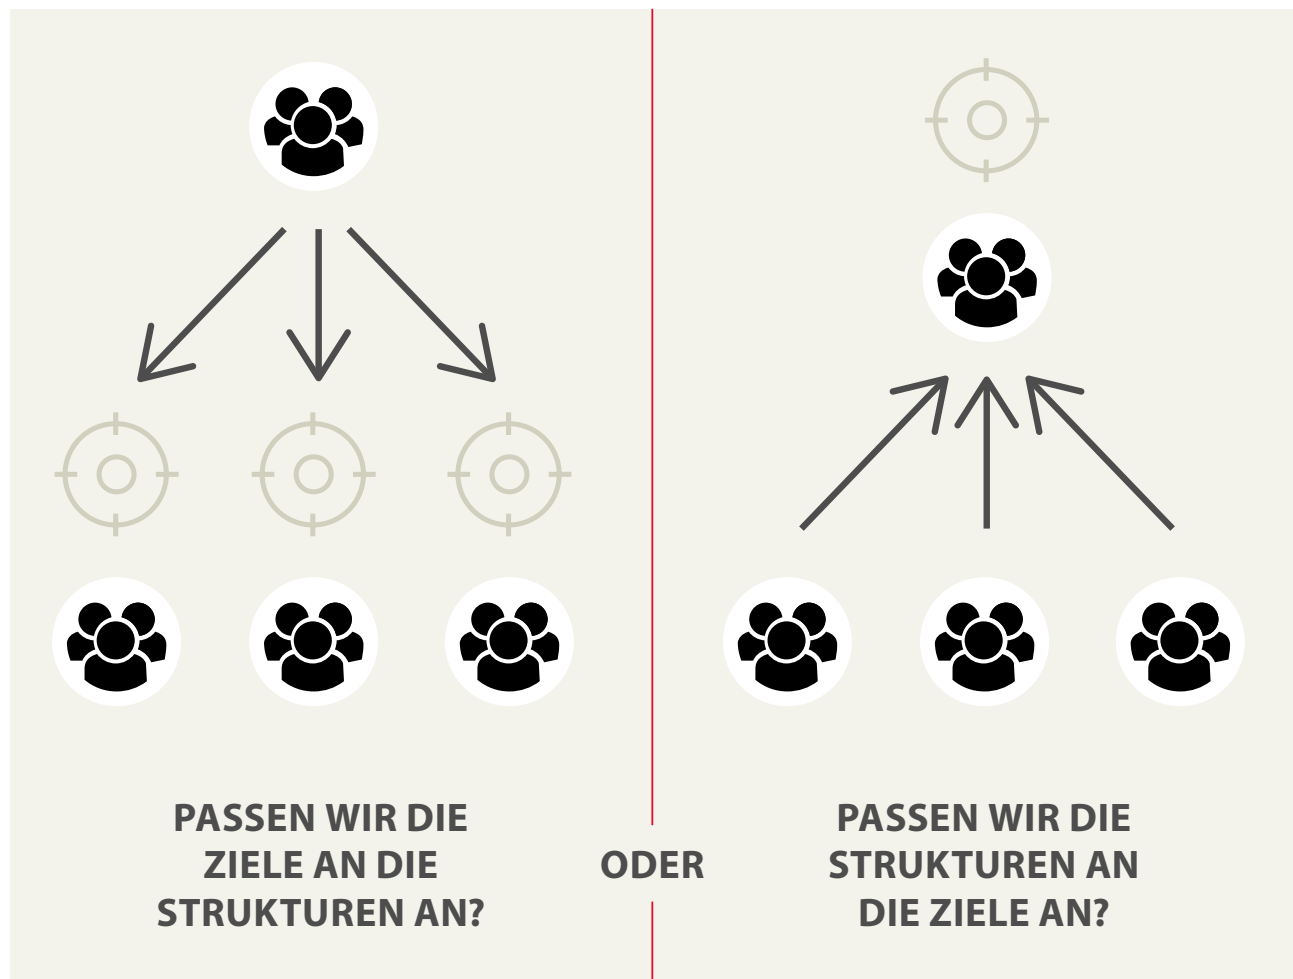 PASSEN WIR DIE
ZIELE AN DIE
STRUKTUREN AN?
ODER
PASSEN WIR DIE
STRUKTUREN AN
DIE ZIELE AN?